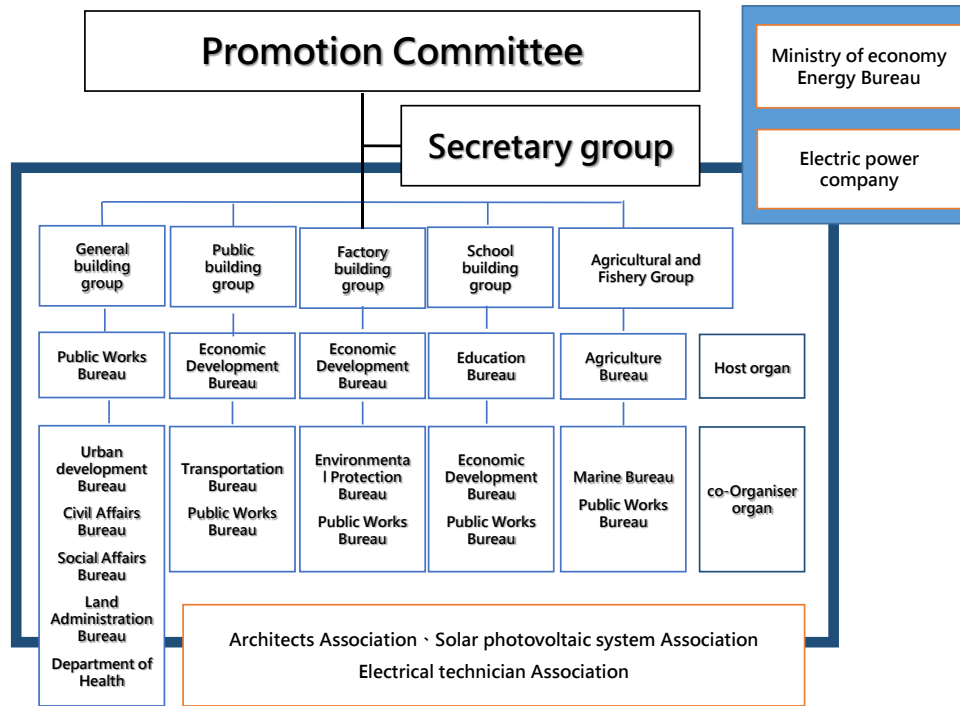 Promotion Committee
Ministry of economy
Energy Bureau
Secretary group
Electric power
company
General
building
group
Public
building
group
Factory
building
group
School
building
group
Agricultural and
Fishery Group
Public Works
Bureau
Economic
Development
Bureau
Economic
Development
Bureau
Education
Bureau
Agriculture
Bureau
Host organ
Urban
development
Bureau
Civil Affairs
Bureau
Social Affairs
Bureau
Land
Administration
Bureau
Department of
Health
Transportation
Bureau
Public Works
Bureau
Environmenta
l Protection
Bureau
Public Works
Bureau
Economic
Development
Bureau
Public Works
Bureau
Marine Bureau
Public Works
Bureau
co-Organiser
organ
Architects Association、Solar photovoltaic system Association
Electrical technician Association